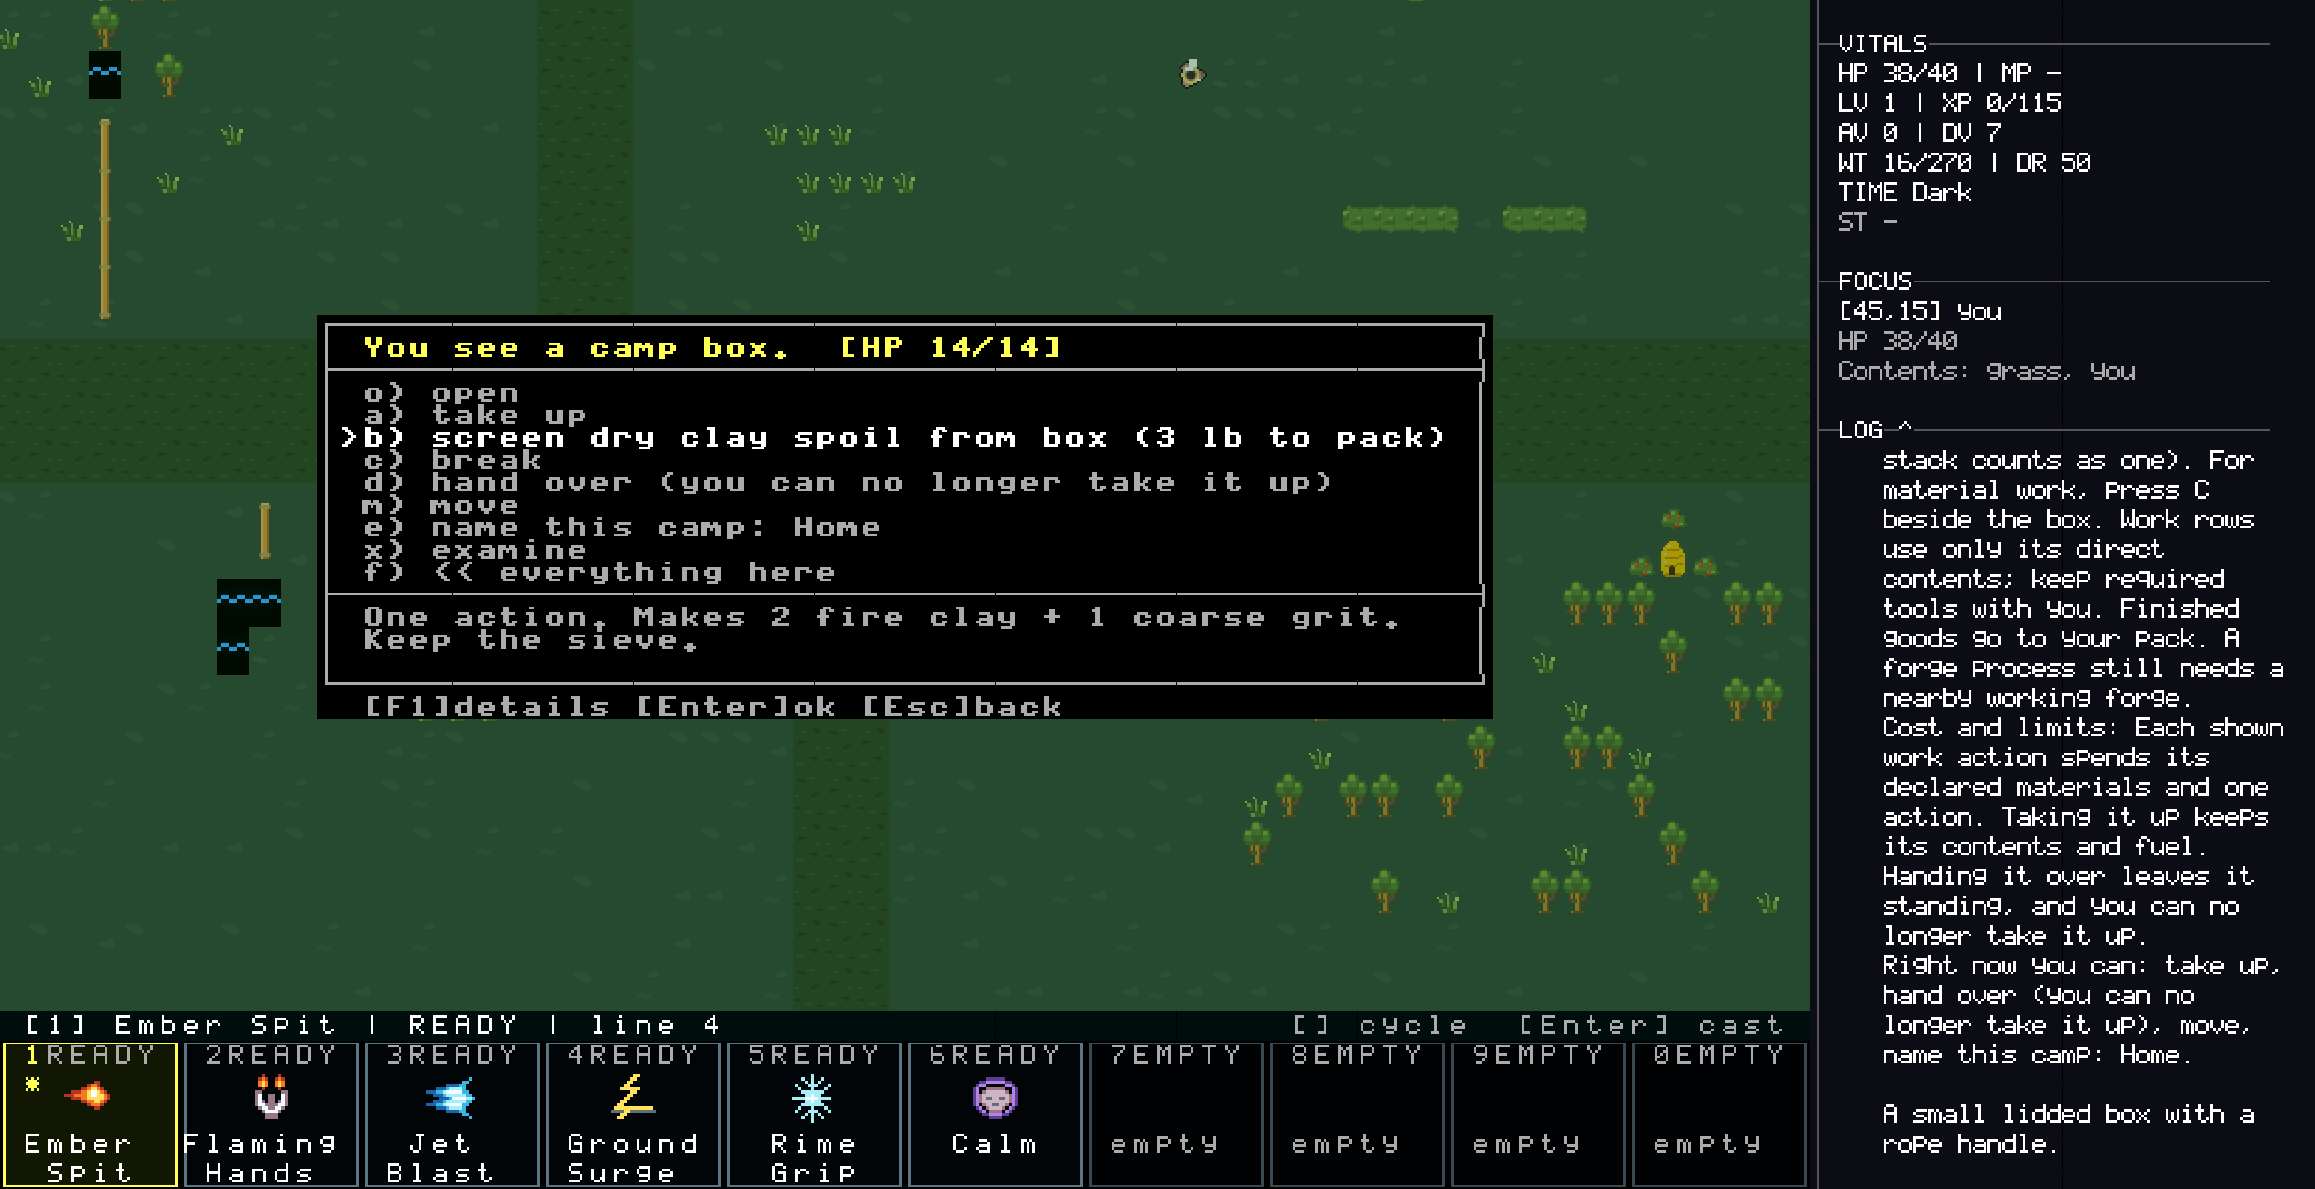 You see a camp box.  [HP 14/14]
o) open
a) take up
>b) screen dry clay spoil from box (3 lb to pack)
c) break
d) hand over (you can no longer take it up)
m) move
e) name this camp: Home
x) examine
f) << everything here
One action. Makes 2 fire clay + 1 coarse grit.
Keep the sieve.
[F1]details [Enter]ok [Esc]back
[1] Ember Spit | READY | line 4
[] cycle  [Enter] cast
1READY 2READY 3READY 4READY 5READY 6READY 7EMPTY 8EMPTY 9EMPTY 0EMPTY
Ember Spit
Flaming Hands
Jet Blast
Ground Surge
Rime Grip
Calm
empty
empty
empty
empty
VITALS
HP 38/40 | MP -
LV 1 | XP 0/115
AV 0 | DV 7
WT 16/270 | DR 50
TIME Dark
ST -
FOCUS
[45,15] you
HP 38/40
Contents: grass, you
LOG ^
stack counts as one). For
material work, press C
beside the box. Work rows
use only its direct
contents; keep required
tools with you. Finished
goods go to your pack. A
forge process still needs a
nearby working forge.
Cost and limits: Each shown
work action spends its
declared materials and one
action. Taking it up keeps
its contents and fuel.
Handing it over leaves it
standing, and you can no
longer take it up.
Right now you can: take up,
hand over (you can no
longer take it up), move,
name this camp: Home.
A small lidded box with a
rope handle.